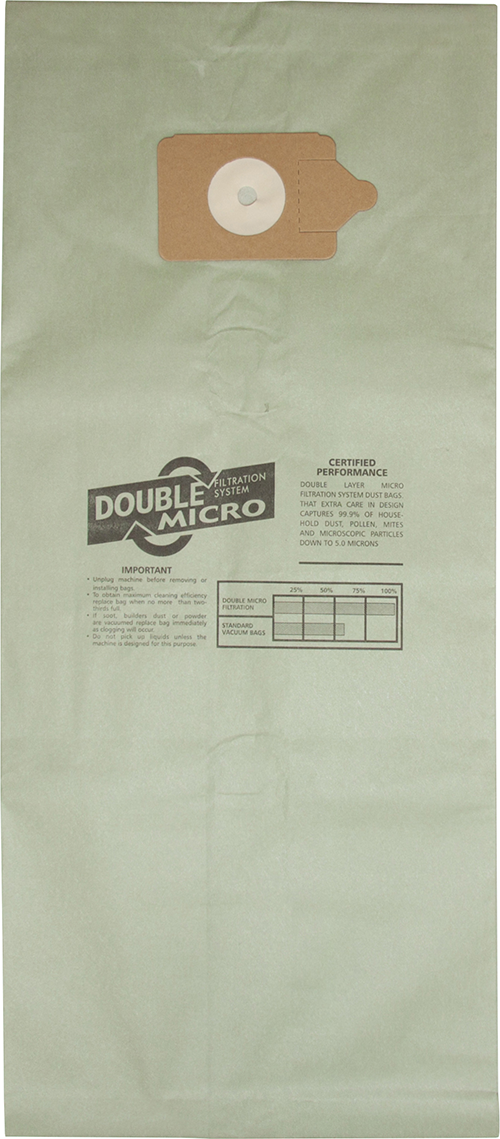 DOUBLE
FILTRATION
SYSTEM
MICRO
CERTIFIED
PERFORMANCE
DOUBLE LAYER MICRO
FILTRATION SYSTEM DUST BAGS.
THAT EXTRA CARE IN DESIGN
CAPTURES 99.9% OF HOUSE-
HOLD DUST, POLLEN, MITES
AND MICROSCOPIC PARTICLES
DOWN TO 5.0 MICRONS
IMPORTANT
• Unplug machine before removing or
installing bags.
• To obtain maximum cleaning efficiency
replace bag when no more than two-
thirds full.
• If soot, builders dust or powder
are vacuumed replace bag immediately
as clogging will occur.
• Do not pick up liquids unless the
machine is designed for this purpose.
25% 50% 75% 100%
DOUBLE MICRO
FILTRATION
STANDARD
VACUUM BAGS